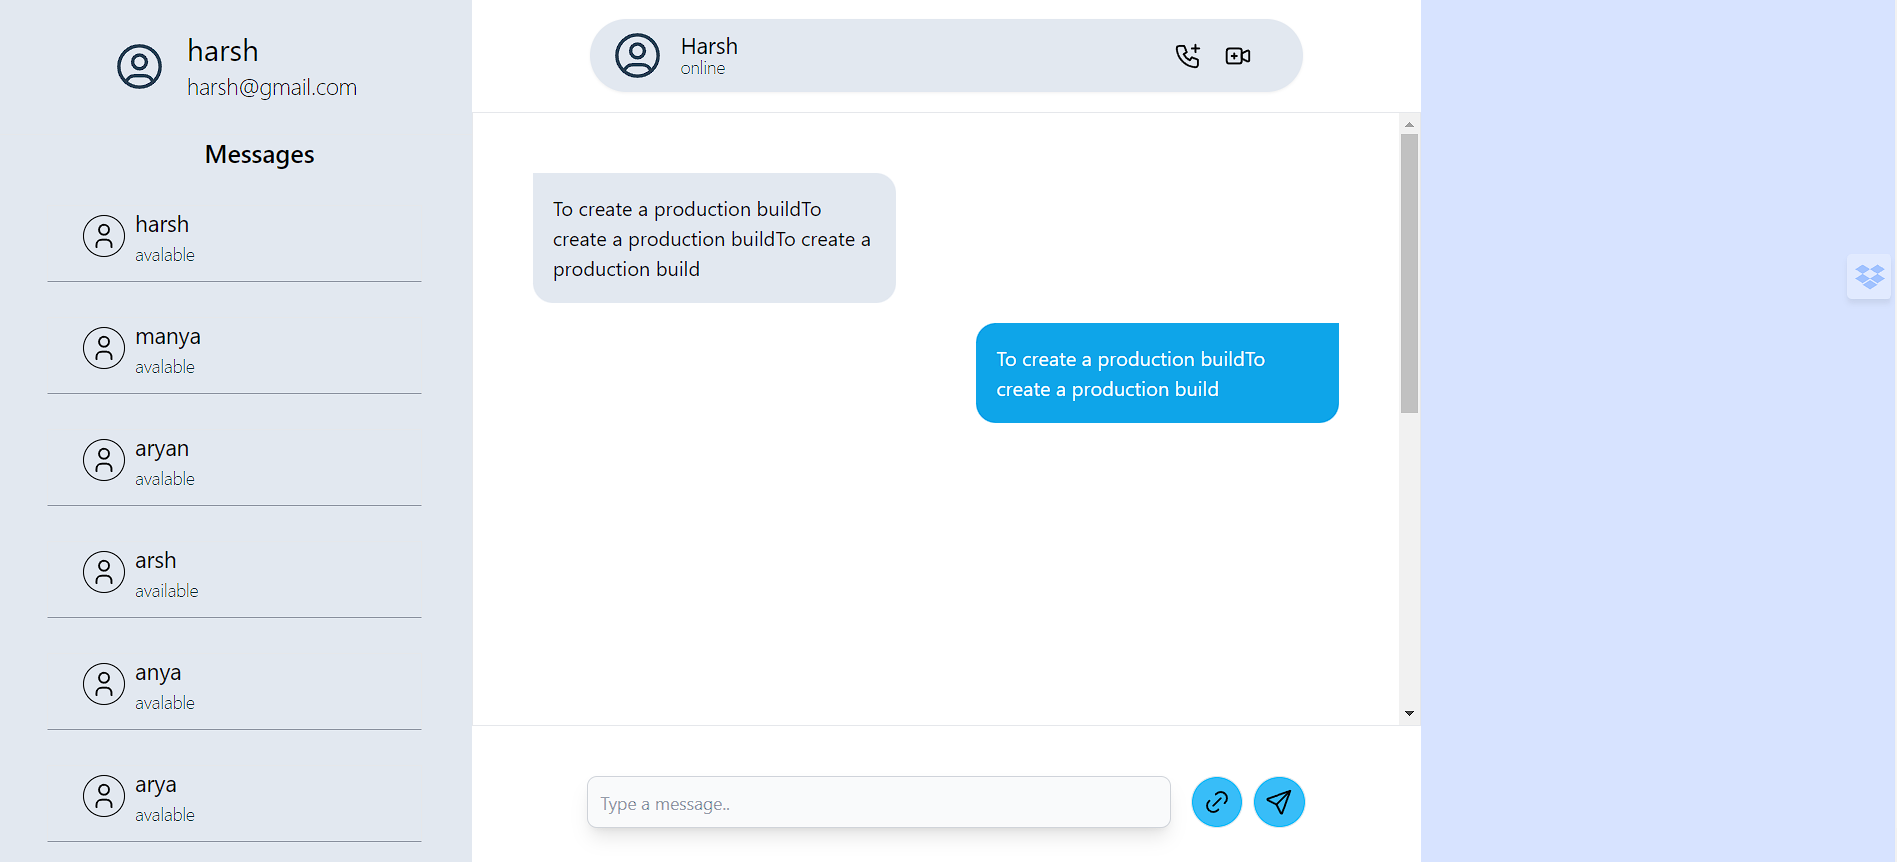 harsh
harsh@gmail.com
Messages
harsh
avalable
manya
avalable
aryan
avalable
arsh
available
anya
avalable
arya
avalable
Harsh
online
To create a production buildTo
create a production buildTo create a
production build
To create a production buildTo
create a production build
Type a message..